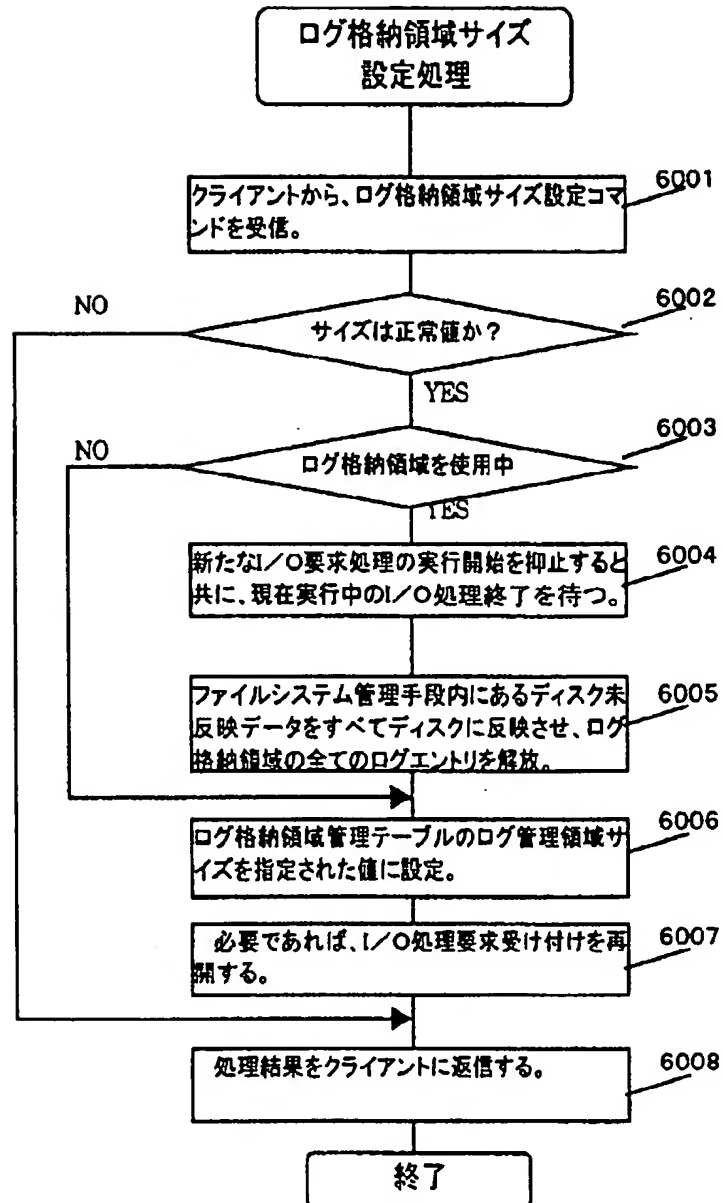 ログ格納領域サイズ
設定処理
クライアントから、ログ格納領域サイズ設定コマ
ンドを受信。
6001
NO
サイズは正常値か?
6002
YES
NO
ログ格納領域を使用中
6003
YES
新たなI/O要求処理の実行開始を抑止すると
共に、現在実行中のI/O処理終了を待つ。
6004
ファイルシステム管理手段内にあるディスク未
反映データをすべてディスクに反映させ、ログ
格納領域の全てのログエントリを解放。
6005
ログ格納領域管理テーブルのログ管理領域サ
イズを指定された値に設定。
6006
必要であれば、I/O処理要求受け付けを再
開する。
6007
処理結果をクライアントに返信する。
6008
終了